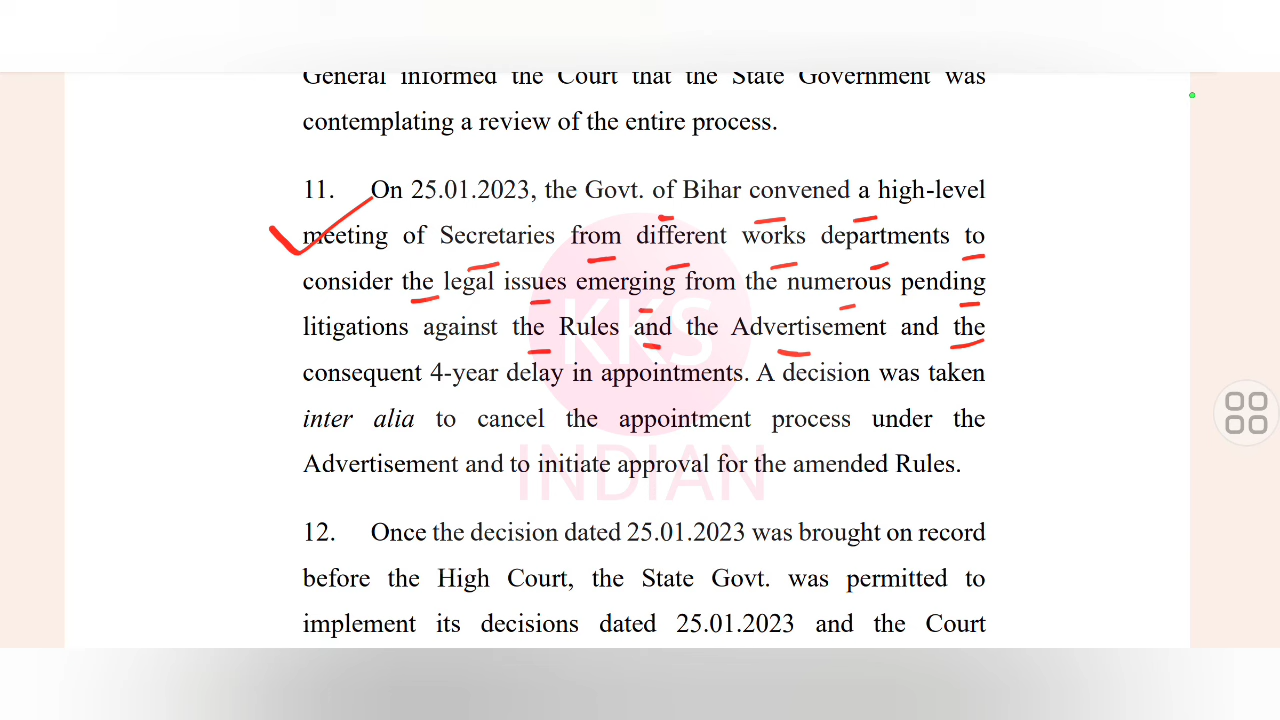 General informed the Court that the State Government was
contemplating a review of the entire process.
11. On 25.01.2023, the Govt. of Bihar convened a high-level
meeting of Secretaries from different works departments to
consider the legal issues emerging from the numerous pending
litigations against the Rules and the Advertisement and the
consequent 4-year delay in appointments. A decision was taken
inter alia to cancel the appointment process under the
Advertisement and to initiate approval for the amended Rules.
KKS
INDIAN
12. Once the decision dated 25.01.2023 was brought on record
before the High Court, the State Govt. was permitted to
implement its decisions dated 25.01.2023 and the Court